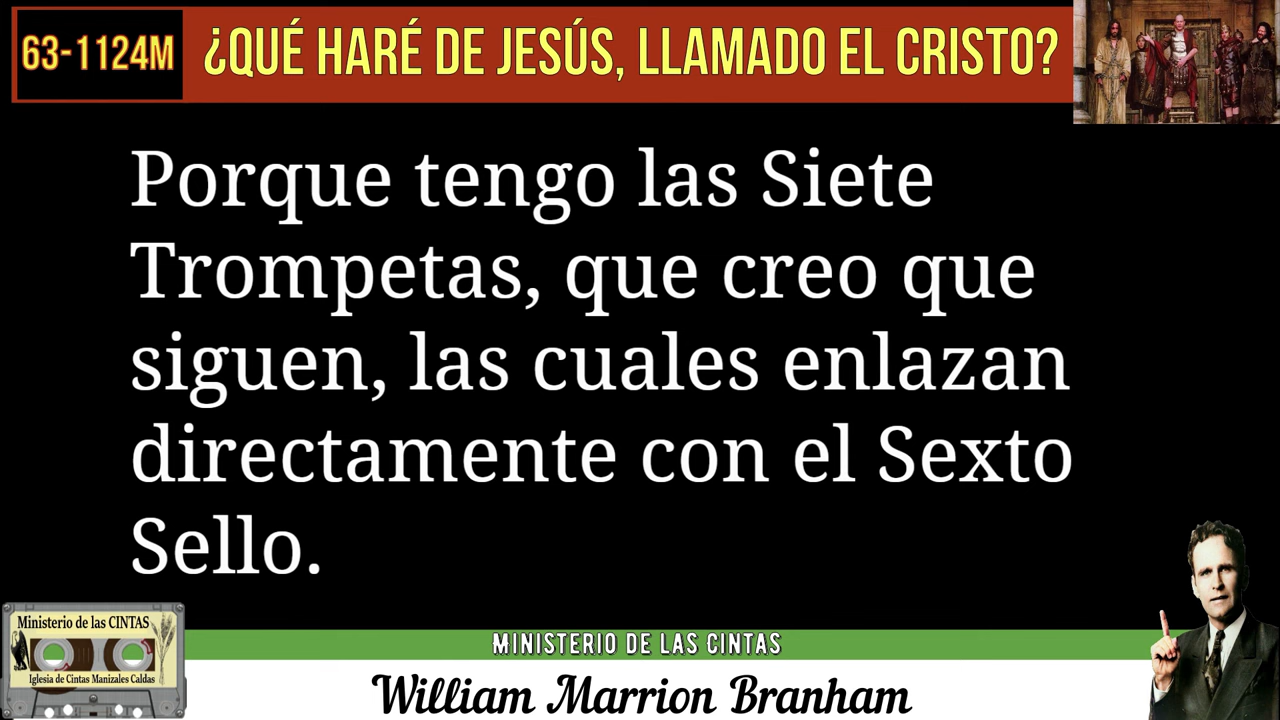 63-1124M
¿QUÉ HARÉ DE JESÚS, LLAMADO EL CRISTO?
Porque tengo las Siete
Trompetas, que creo que
siguen, las cuales enlazan
directamente con el Sexto
Sello.
Ministerio de las CINTAS
Iglesia de Cintas Manizales Caldas
MINISTERIO DE LAS CINTAS
William Marrion Branham